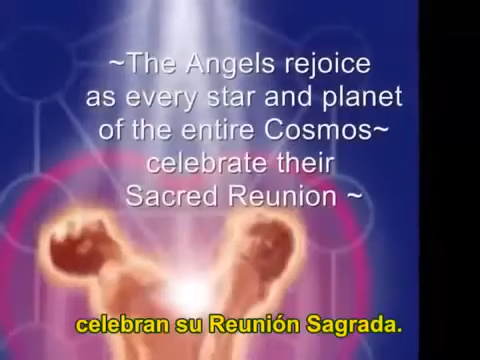 ~The Angels rejoice
as every star and planet
of the entire Cosmos~
celebrate their
Sacred Reunion ~
celebran su Reunión Sagrada.